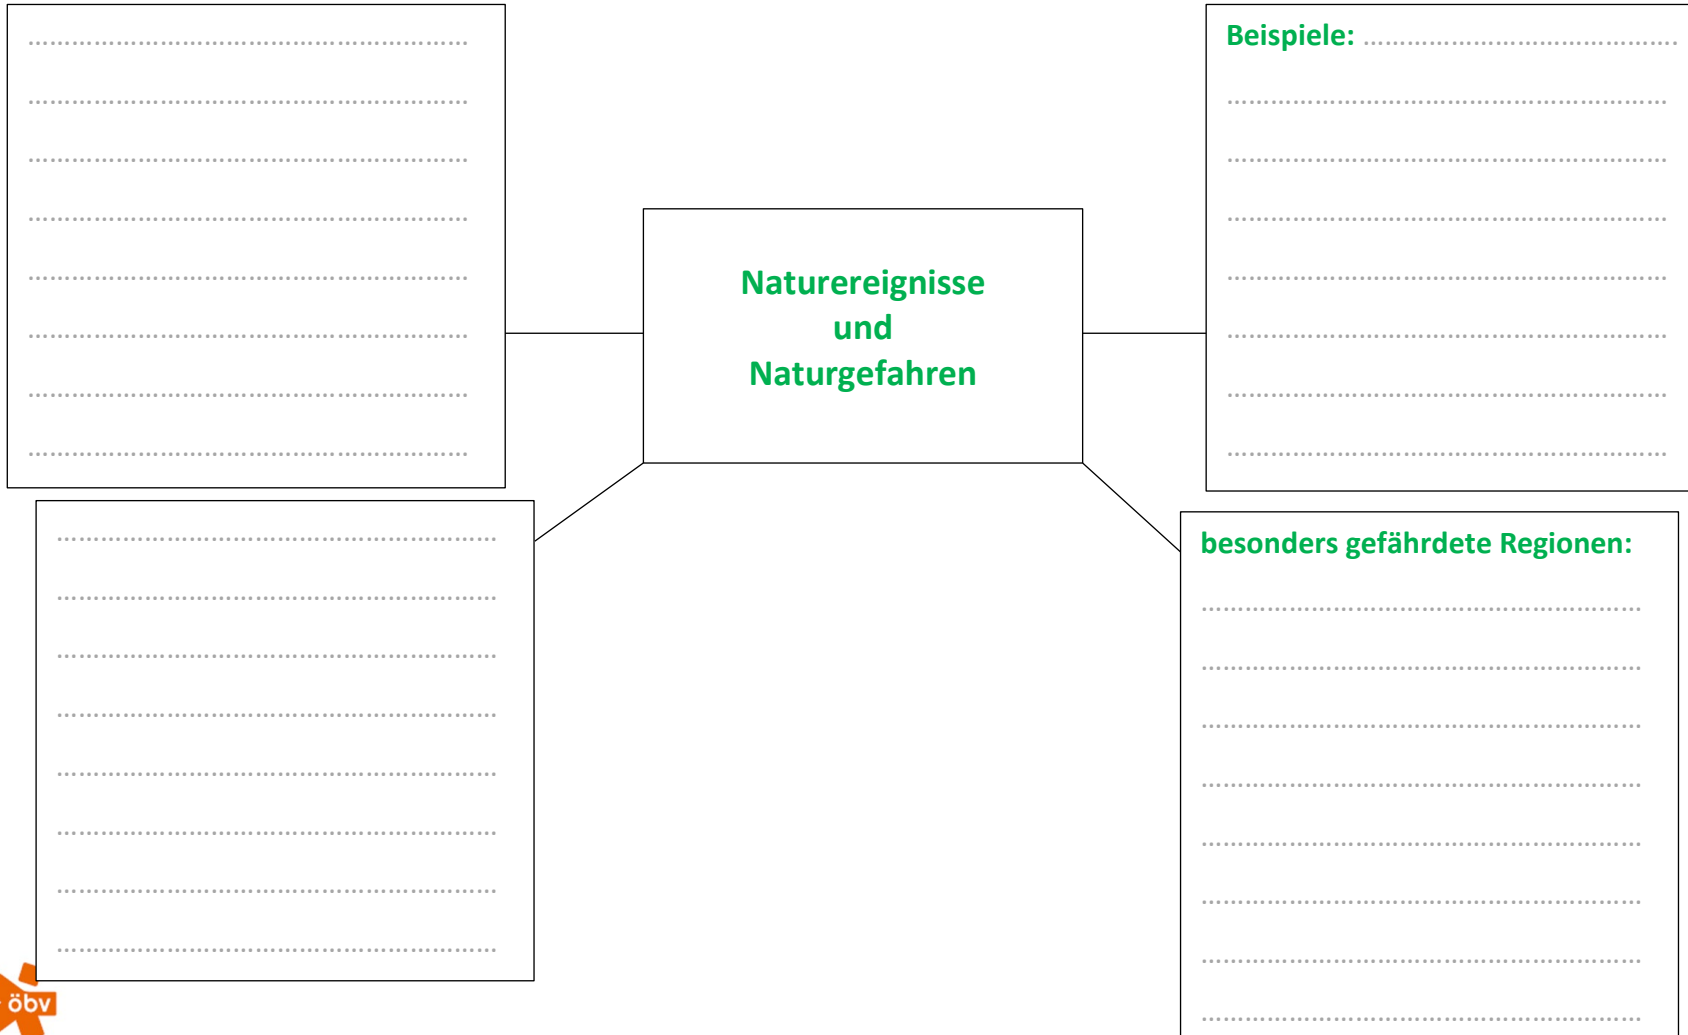 Beispiele:
Naturereignisse
und
Naturgefahren
besonders gefährdete Regionen:
öbv